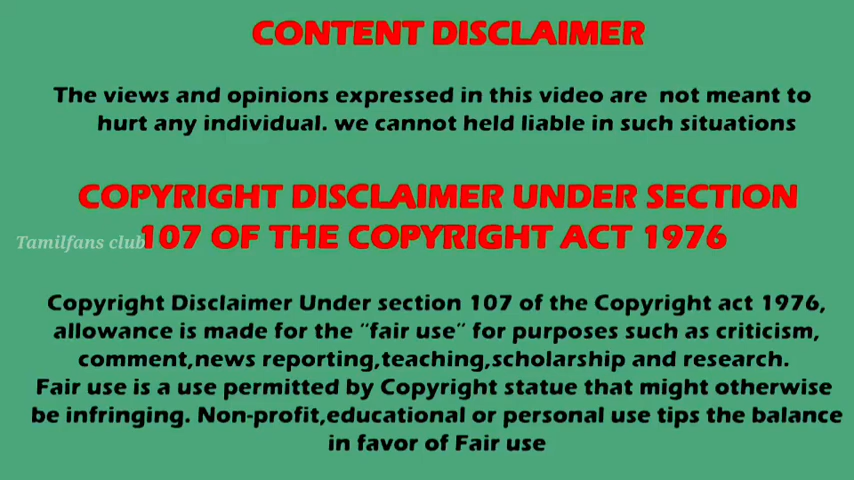 CONTENT DISCLAIMER
The views and opinions expressed in this video are not meant to
hurt any individual. we cannot held liable in such situations
COPYRIGHT DISCLAIMER UNDER SECTION
107 OF THE COPYRIGHT ACT 1976
Tamilfans club
Copyright Disclaimer Under section 107 of the Copyright act 1976,
allowance is made for the "fair use" for purposes such as criticism,
comment,news reporting,teaching,scholarship and research.
Fair use is a use permitted by Copyright statue that might otherwise
be infringing. Non-profit,educational or personal use tips the balance
in favor of Fair use